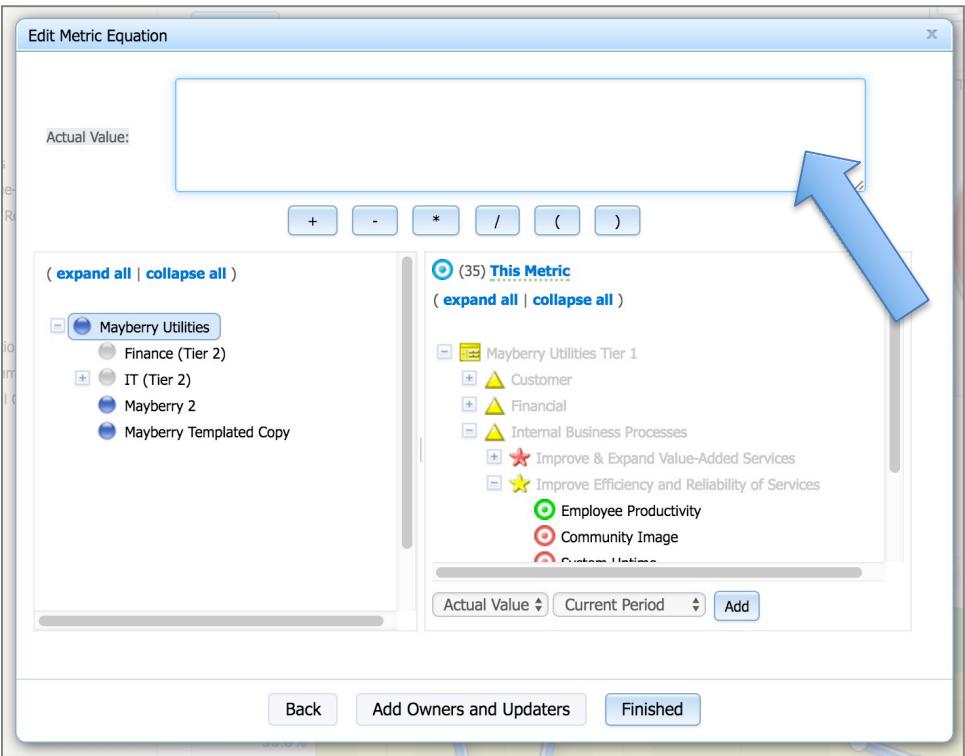 Edit Metric Equation x
Actual Value:
+ - * / ( )
( expand all | collapse all )
Mayberry Utilities
Finance (Tier 2)
IT (Tier 2)
Mayberry 2
Mayberry Templated Copy
(35) This Metric
( expand all | collapse all )
Mayberry Utilities Tier 1
Customer
Financial
Internal Business Processes
Improve & Expand Value-Added Services
Improve Efficiency and Reliability of Services
Employee Productivity
Community Image
System Uptime
Actual Value Current Period Add
Back Add Owners and Updaters Finished